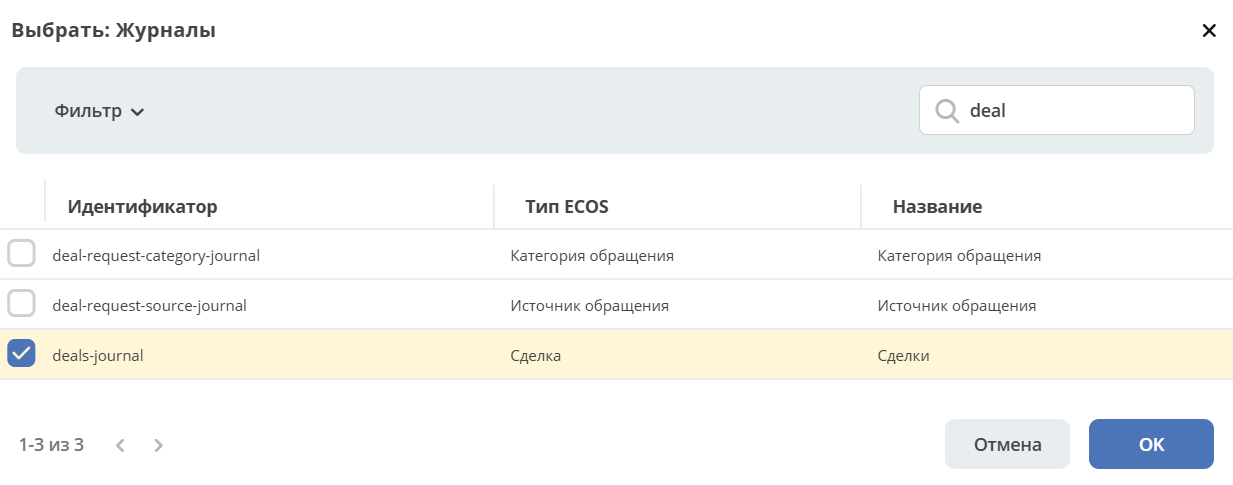 Выбрать: Журналы
Фильтр
deal
Идентификатор Тип ECOS Название
deal-request-category-journal Категория обращения Категория обращения
deal-request-source-journal Источник обращения Источник обращения
deals-journal Сделка Сделки
1-3 из 3
Отмена ОК